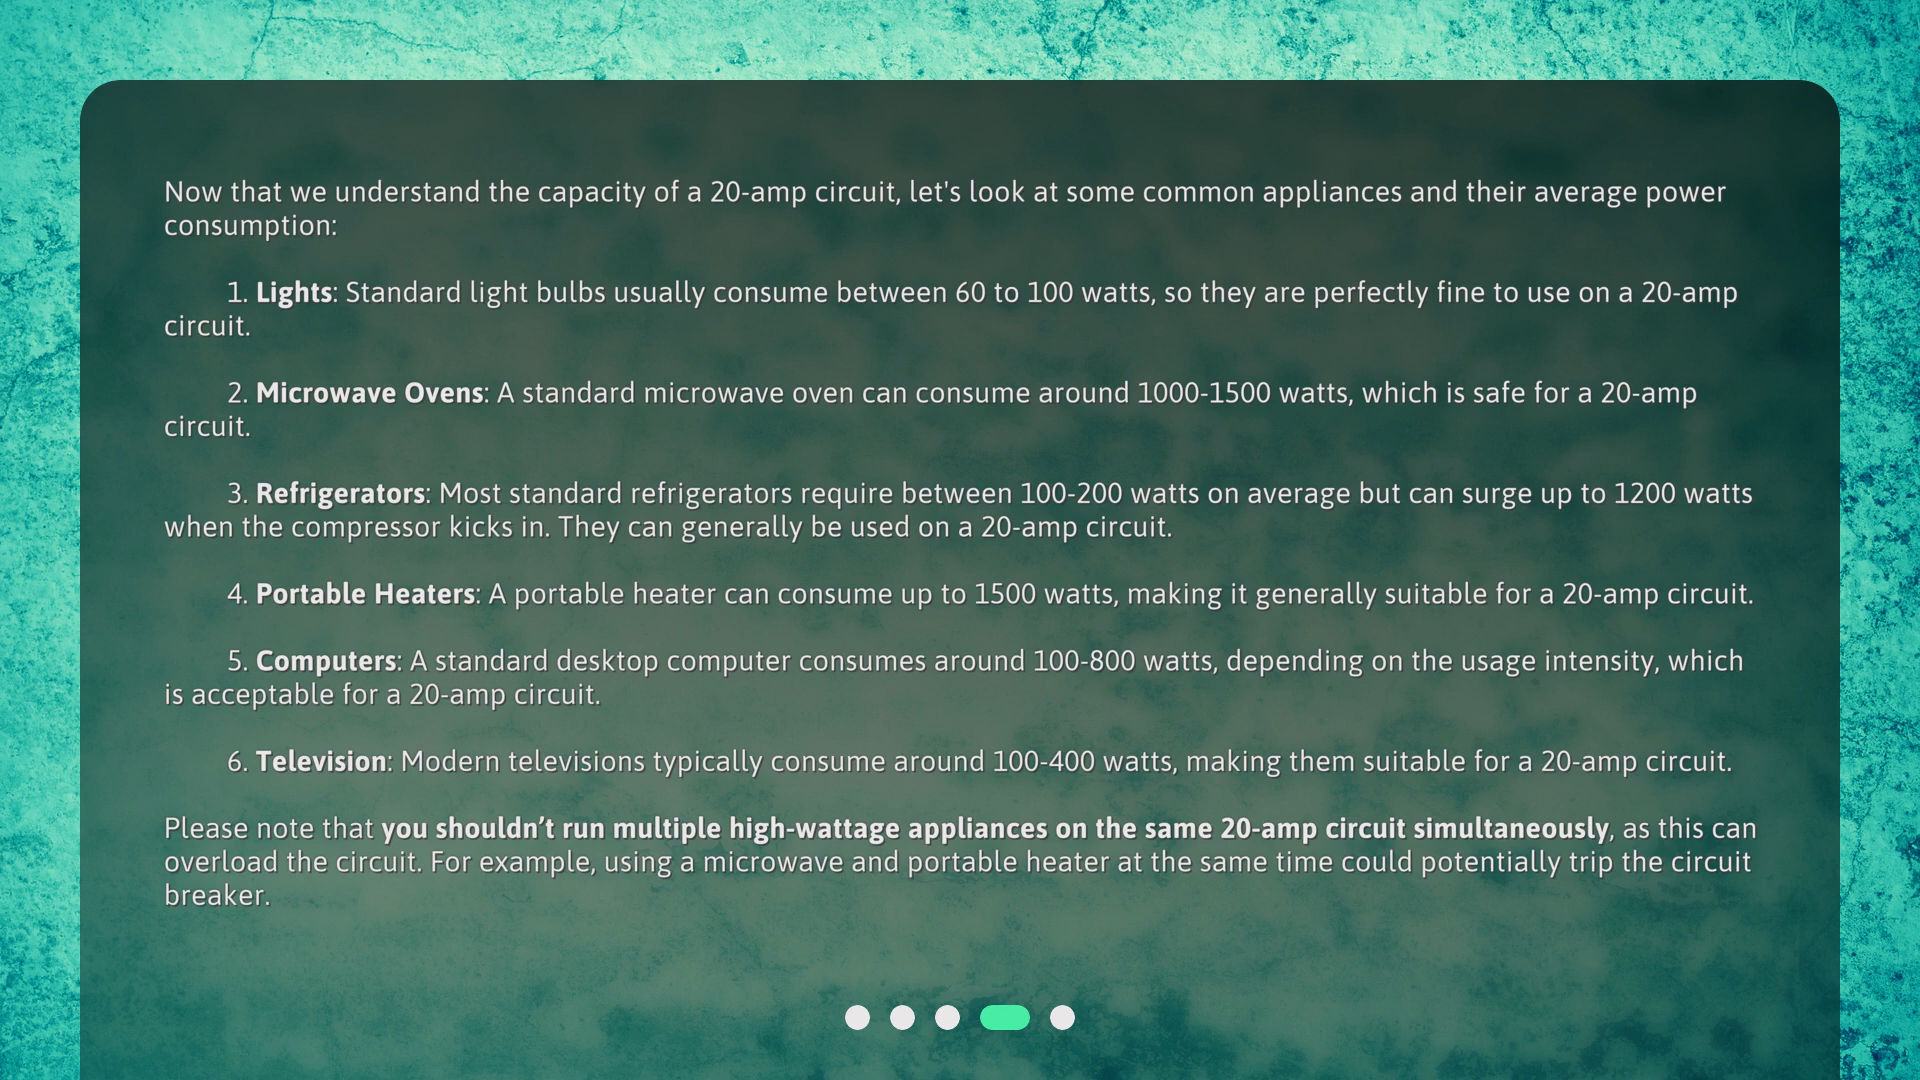 Now that we understand the capacity of a 20-amp circuit, let's look at some common appliances and their average power
consumption:
1. Lights: Standard light bulbs usually consume between 60 to 100 watts, so they are perfectly fine to use on a 20-amp
circuit.
2. Microwave Ovens: A standard microwave oven can consume around 1000-1500 watts, which is safe for a 20-amp
circuit.
3. Refrigerators: Most standard refrigerators require between 100-200 watts on average but can surge up to 1200 watts
when the compressor kicks in. They can generally be used on a 20-amp circuit.
4. Portable Heaters: A portable heater can consume up to 1500 watts, making it generally suitable for a 20-amp circuit.
5. Computers: A standard desktop computer consumes around 100-800 watts, depending on the usage intensity, which
is acceptable for a 20-amp circuit.
6. Television: Modern televisions typically consume around 100-400 watts, making them suitable for a 20-amp circuit.
Please note that you shouldn’t run multiple high-wattage appliances on the same 20-amp circuit simultaneously, as this can
overload the circuit. For example, using a microwave and portable heater at the same time could potentially trip the circuit
breaker.